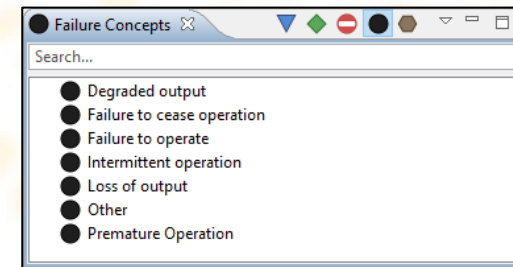 Failure Concepts
Search...
Degraded output
Failure to cease operation
Failure to operate
Intermittent operation
Loss of output
Other
Premature Operation